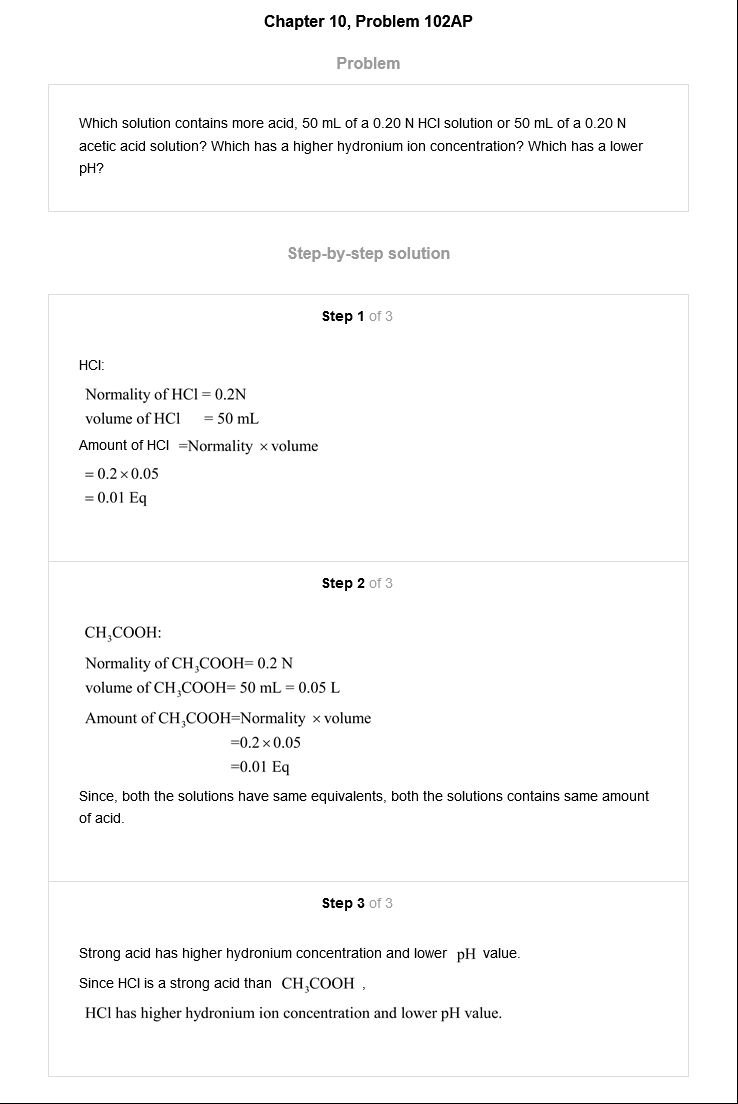 Chapter 10, Problem 102AP
Problem
Which solution contains more acid, 50 mL of a 0.20 N HCl solution or 50 mL of a 0.20 N
acetic acid solution? Which has a higher hydronium ion concentration? Which has a lower
pH?
Step-by-step solution
Step 1 of 3
HCl:
Normality of HCl = 0.2N
volume of HCl = 50 mL
Amount of HCl =Normality × volume
= 0.2 × 0.05
= 0.01 Eq
Step 2 of 3
CH₃COOH:
Normality of CH₃COOH= 0.2 N
volume of CH₃COOH= 50 mL = 0.05 L
Amount of CH₃COOH=Normality × volume
=0.2 × 0.05
=0.01 Eq
Since, both the solutions have same equivalents, both the solutions contains same amount
of acid.
Step 3 of 3
Strong acid has higher hydronium concentration and lower pH value.
Since HCl is a strong acid than CH₃COOH ,
HCl has higher hydronium ion concentration and lower pH value.